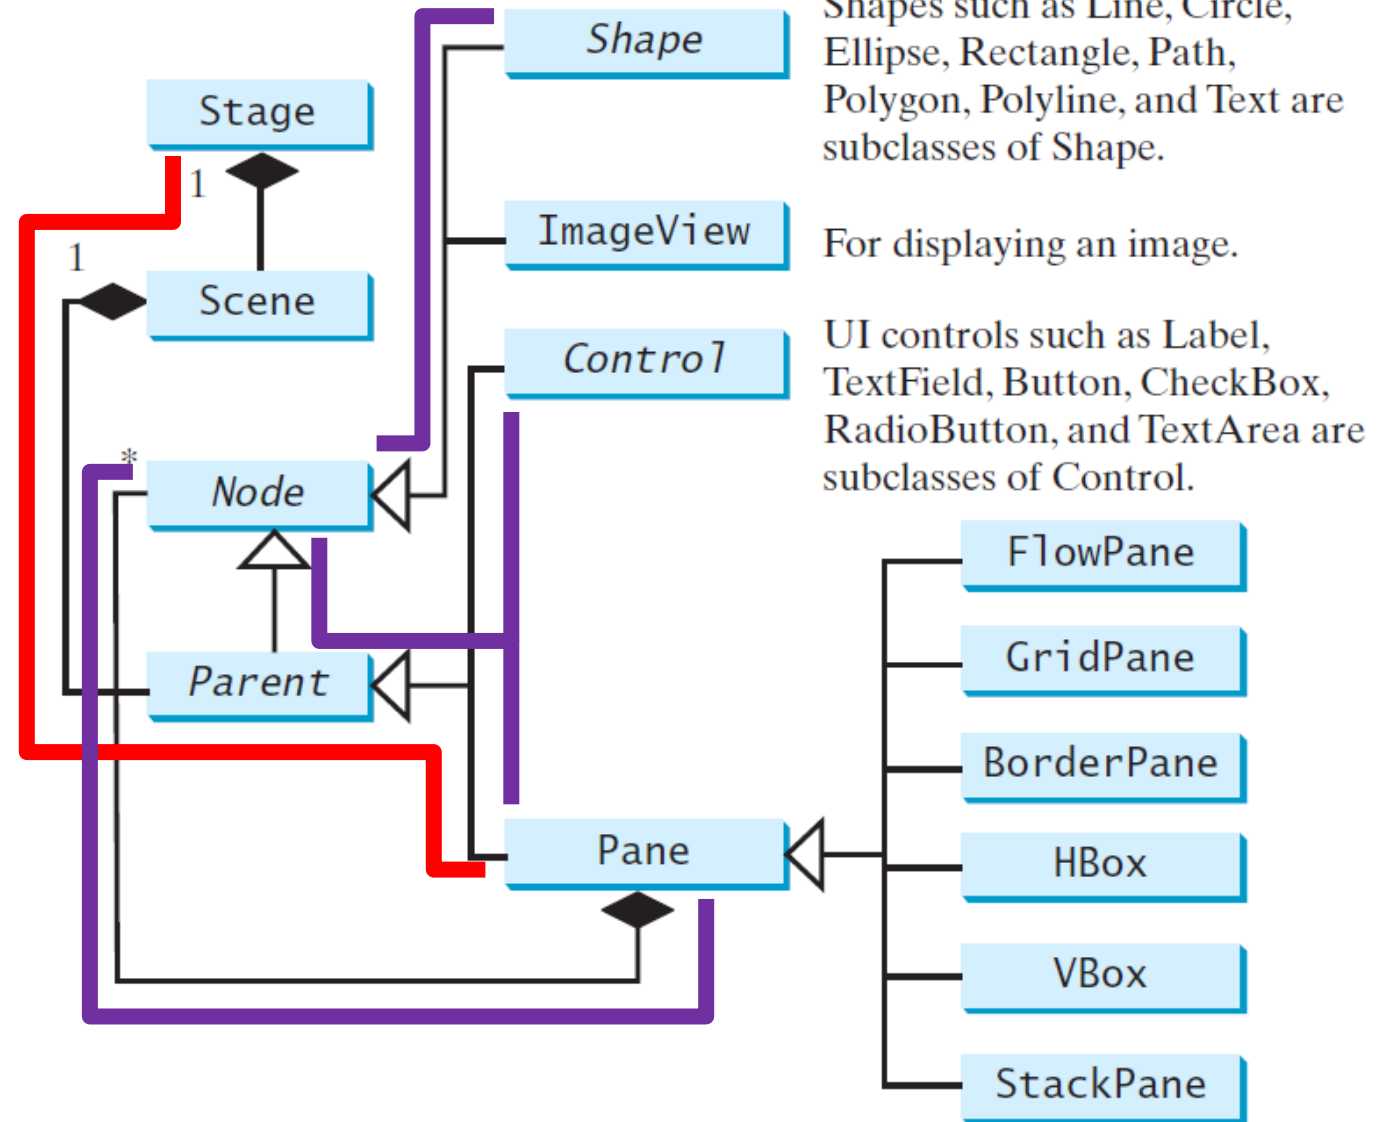 Shape
Shapes such as Line, Circle,
Ellipse, Rectangle, Path,
Polygon, Polyline, and Text are
subclasses of Shape.
Stage
1
ImageView
For displaying an image.
1
Scene
Control
UI controls such as Label,
TextField, Button, CheckBox,
RadioButton, and TextArea are
subclasses of Control.
*
Node
FlowPane
GridPane
Parent
BorderPane
Pane
HBox
VBox
StackPane